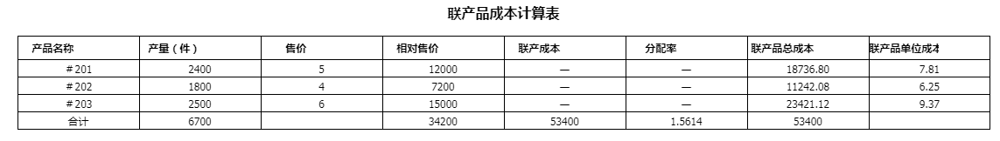 联产品成本计算表
产品名称 产量（件） 售价 相对售价 联产成本 分配率 联产品总成本 联产品单位成本
＃201 2400 5 12000 — — 18736.80 7.81
＃202 1800 4 7200 — — 11242.08 6.25
＃203 2500 6 15000 — — 23421.12 9.37
合计 6700 34200 53400 1.5614 53400